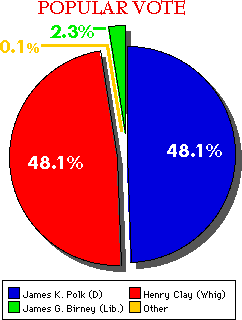 POPULAR VOTE
2.3%
0.1%
48.1%
48.1%
James K. Polk (D)
Henry Clay (Whig)
James G. Birney (Lib.)
Other